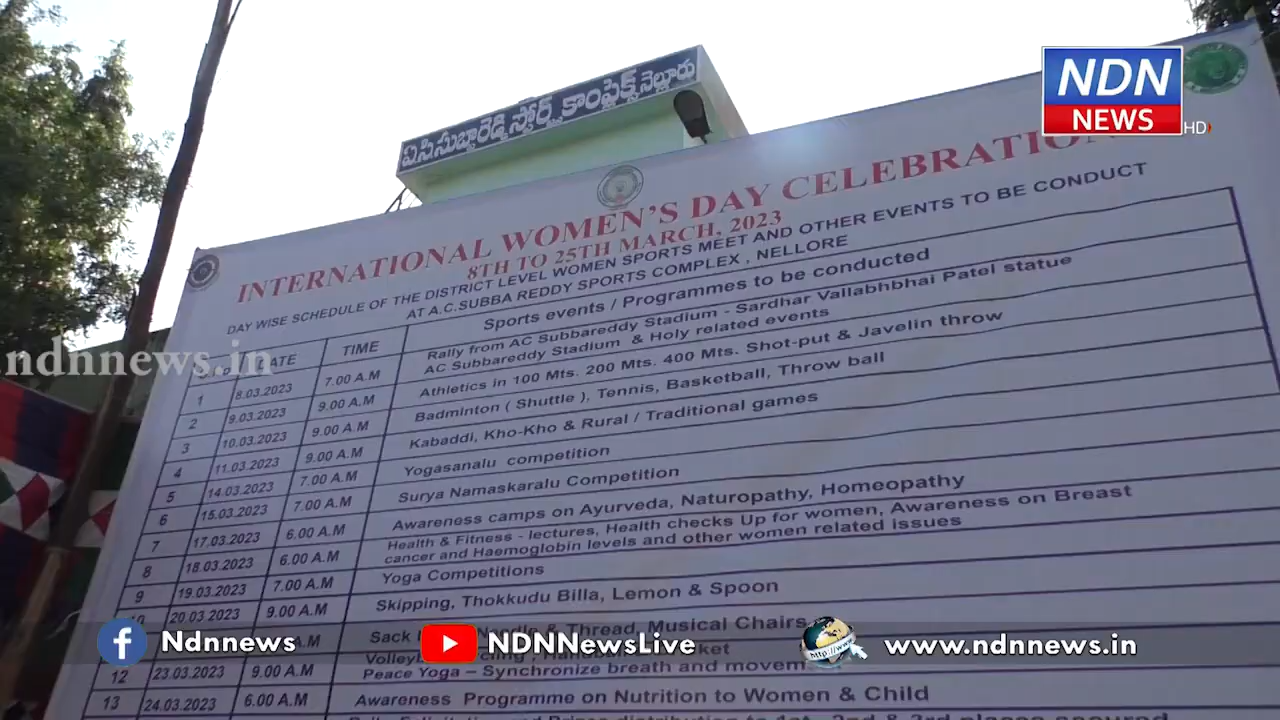 NDN
NEWS
HD
ఏ.సి.సుబ్బారెడ్డి స్పోర్ట్స్ కాంప్లెక్స్ నెల్లూరు
INTERNATIONAL WOMEN'S DAY CELEBRATION
8TH TO 25TH MARCH, 2023
DAY WISE SCHEDULE OF THE DISTRICT LEVEL WOMEN SPORTS MEET AND OTHER EVENTS TO BE CONDUCT
AT A.C.SUBBA REDDY SPORTS COMPLEX , NELLORE
DATE TIME Sports events / Programmes to be conducted
1 8.03.2023 7.00 A.M Rally from AC Subbareddy Stadium - Sardhar Vallabhbhai Patel statue
AC Subbareddy Stadium & Holy related events
2 9.03.2023 9.00 A.M Athletics in 100 Mts. 200 Mts. 400 Mts. Shot-put & Javelin throw
3 10.03.2023 9.00 A.M Badminton ( Shuttle ), Tennis, Basketball, Throw ball
4 11.03.2023 9.00 A.M Kabaddi, Kho-Kho & Rural / Traditional games
5 14.03.2023 7.00 A.M Yogasanalu competition
6 15.03.2023 7.00 A.M Surya Namaskaralu Competition
7 17.03.2023 6.00 A.M Awareness camps on Ayurveda, Naturopathy, Homeopathy
8 18.03.2023 6.00 A.M Health & Fitness - lectures, Health checks Up for women, Awareness on Breast
cancer and Haemoglobin levels and other women related issues
9 19.03.2023 7.00 A.M Yoga Competitions
10 20.03.2023 9.00 A.M Skipping, Thokkudu Billa, Lemon & Spoon
A.M Sack & Thread, Musical Chairs
12 23.03.2023 9.00 A.M
Peace Yoga – Synchronize breath and
13 24.03.2023 6.00 A.M Awareness Programme on Nutrition to Women & Child
ndnnews.in
Ndnnews
NDNNewsLive
www.ndnnews.in